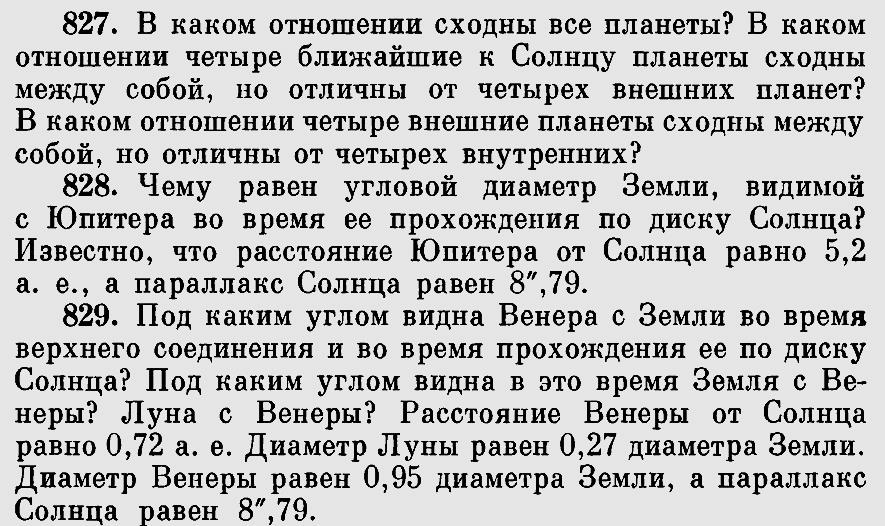 827. В каком отношении сходны все планеты? В каком
отношении четыре ближайшие к Солнцу планеты сходны
между собой, но отличны от четырех внешних планет?
В каком отношении четыре внешние планеты сходны между
собой, но отличны от четырех внутренних?
828. Чему равен угловой диаметр Земли, видимой
с Юпитера во время ее прохождения по диску Солнца?
Известно, что расстояние Юпитера от Солнца равно 5,2
а. е., а параллакс Солнца равен 8″,79.
829. Под каким углом видна Венера с Земли во время
верхнего соединения и во время прохождения ее по диску
Солнца? Под каким углом видна в это время Земля с Ве-
неры? Луна с Венеры? Расстояние Венеры от Солнца
равно 0,72 а. е. Диаметр Луны равен 0,27 диаметра Земли.
Диаметр Венеры равен 0,95 диаметра Земли, а параллакс
Солнца равен 8″,79.